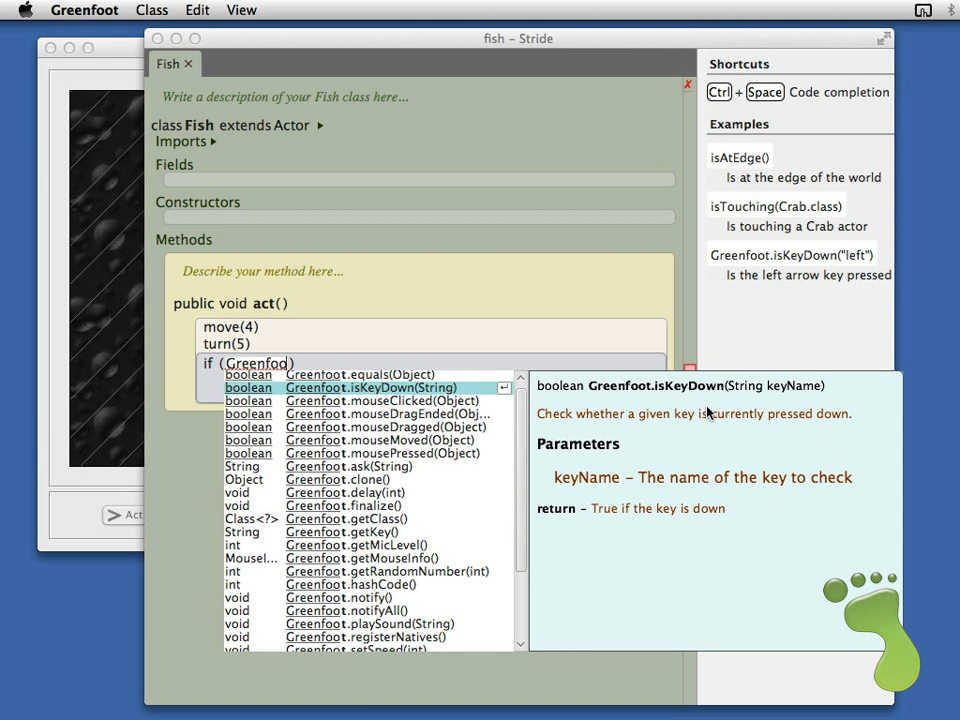 Greenfoot Class Edit View
fish – Stride
Fish ✕
Write a description of your Fish class here...
class Fish extends Actor
Imports
Fields
Constructors
Methods
Describe your method here...
public void act()
move(4)
turn(5)
if (Greenfoo)
boolean Greenfoot.equals(Object)
boolean Greenfoot.isKeyDown(String)
boolean Greenfoot.mouseClicked(Object)
boolean Greenfoot.mouseDragEnded(Obj...
boolean Greenfoot.mouseDragged(Object)
boolean Greenfoot.mouseMoved(Object)
boolean Greenfoot.mousePressed(Object)
String Greenfoot.ask(String)
Object Greenfoot.clone()
void Greenfoot.delay(int)
void Greenfoot.finalize()
Class<?> Greenfoot.getClass()
String Greenfoot.getKey()
int Greenfoot.getMicLevel()
MouseI... Greenfoot.getMouseInfo()
int Greenfoot.getRandomNumber(int)
int Greenfoot.hashCode()
void Greenfoot.notify()
void Greenfoot.notifyAll()
void Greenfoot.playSound(String)
void Greenfoot.registerNatives()
void Greenfoot.setSpeed(int)
boolean Greenfoot.isKeyDown(String keyName)
Check whether a given key is currently pressed down.
Parameters
keyName – The name of the key to check
return – True if the key is down
Shortcuts
Ctrl + Space Code completion
Examples
isAtEdge()
Is at the edge of the world
isTouching(Crab.class)
Is touching a Crab actor
Greenfoot.isKeyDown("left")
Is the left arrow key pressed
Act